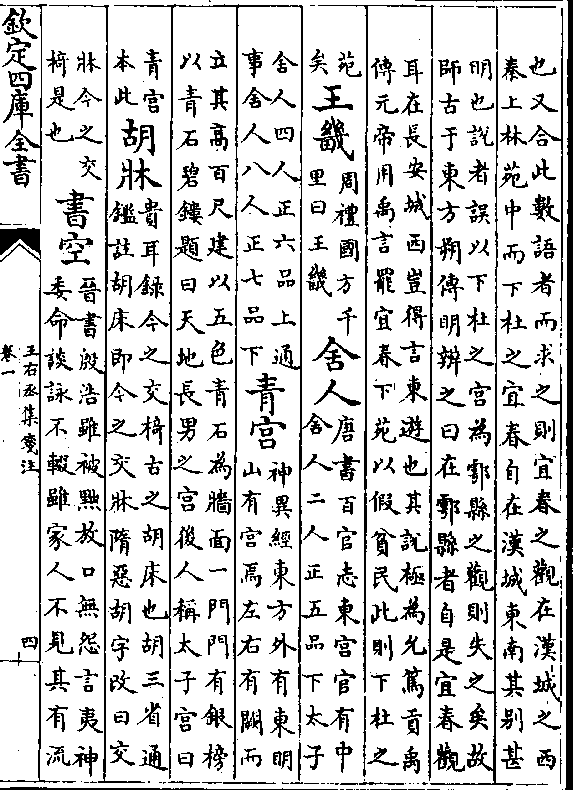 也又合此數語者而求之則宜春之觀在漢城之西
秦上林苑中而下杜之宜春自在漢城東南其別甚
明也說者誤以下杜之宮為鄠縣之觀則失之矣故
師古于東方朔傳明辨之曰在鄠縣者自是宜春觀
耳在長安城西豈得言東遊也其說極為允篤貢禹
傳元帝用禹言罷宜春下苑以假貧民此則下杜之
苑
矣
王畿
周禮國方千
里曰王畿
舍人
唐書百官志東宫官有中
舍人二人正五品下太子
舍人四人正六品上通
事舍人八人正七品下
青宫
神異經東方外有東明
山有宫焉左右有闕而
立其高百尺建以五色青石為牆面一門門有銀榜
以青石碧鏤題曰天地長男之宫後人稱太子宫曰
青宫
本此
胡牀
貴耳録今之交椅古之胡床也胡三省通
鑑註胡床即今之交牀隋惡胡字改曰交
牀今之交
椅是也
書空
晉書殷浩雖被黜放口無怨言夷神
委命談詠不輟雖家人不見其有流
欽定四庫全書
王右丞集箋注
卷一
四